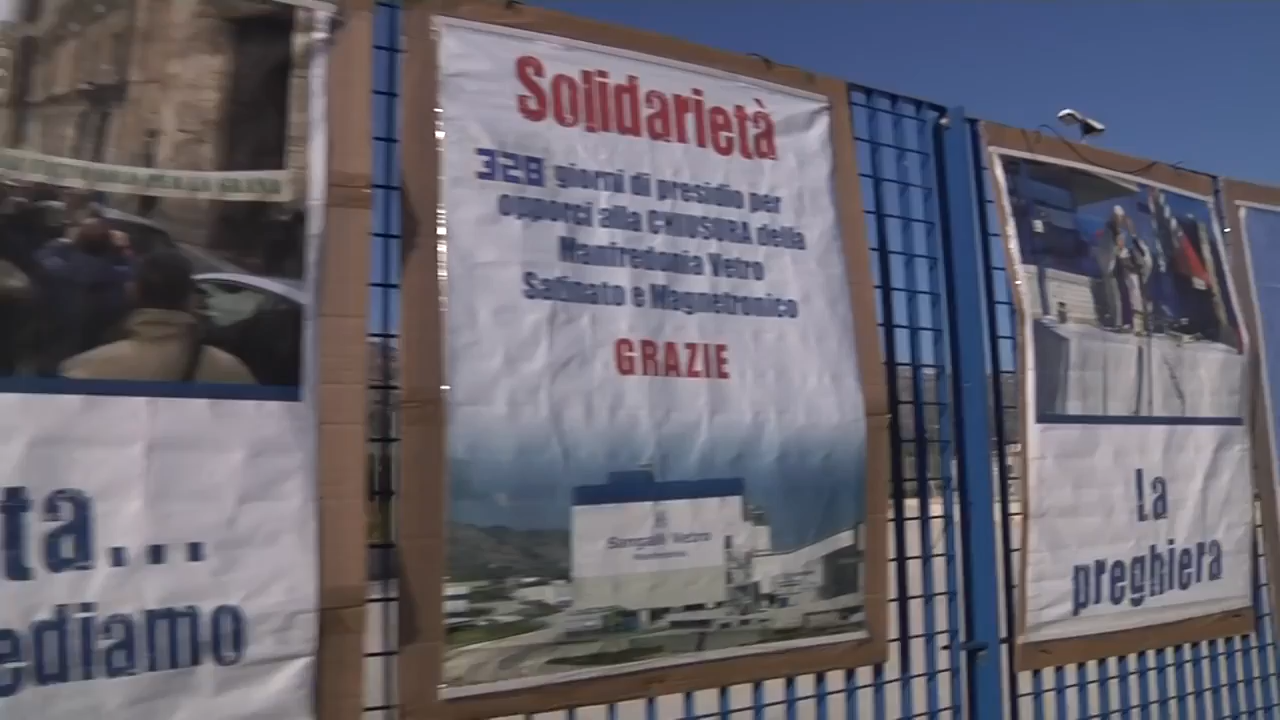 ta...
ediamo
Solidarietà
328 giorni di presidio per
opporci alla CHIUSURA della
Manfredonia Vetro
Satinato e Magnetronico
GRAZIE
Sangalli Vetro
La
preghiera